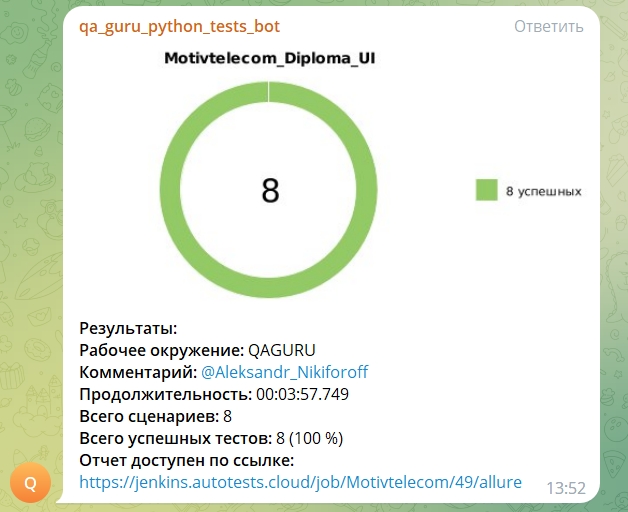 qa_guru_python_tests_bot
Ответить
Motivtelecom_Diploma_UI
8
8 успешных
Результаты:
Рабочее окружение: QAGURU
Комментарий: @Aleksandr_Nikiforoff
Продолжительность: 00:03:57.749
Всего сценариев: 8
Всего успешных тестов: 8 (100 %)
Отчет доступен по ссылке:
https://jenkins.autotests.cloud/job/Motivtelecom/49/allure
13:52
Q